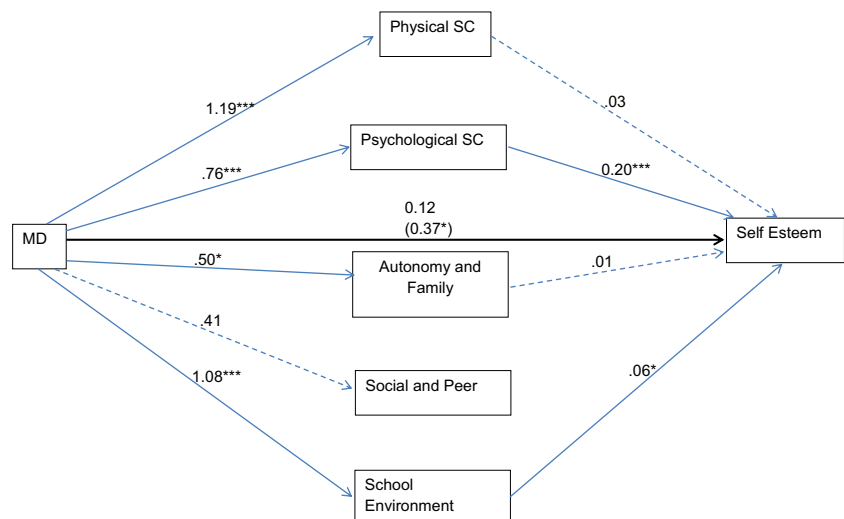 Physical SC
1.19***
.03
Psychological SC
.76***
0.20***
MD
0.12
(0.37*)
Self Esteem
.50*
Autonomy and
Family
.01
.41
Social and Peer
1.08***
.06*
School
Environment